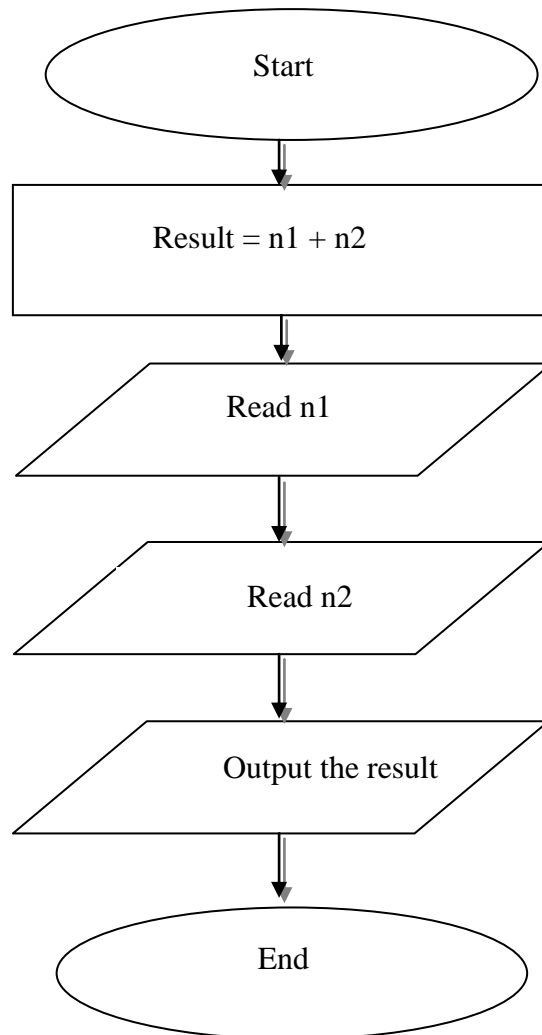 Start
Result = n1 + n2
Read n1
Read n2
Output the result
End